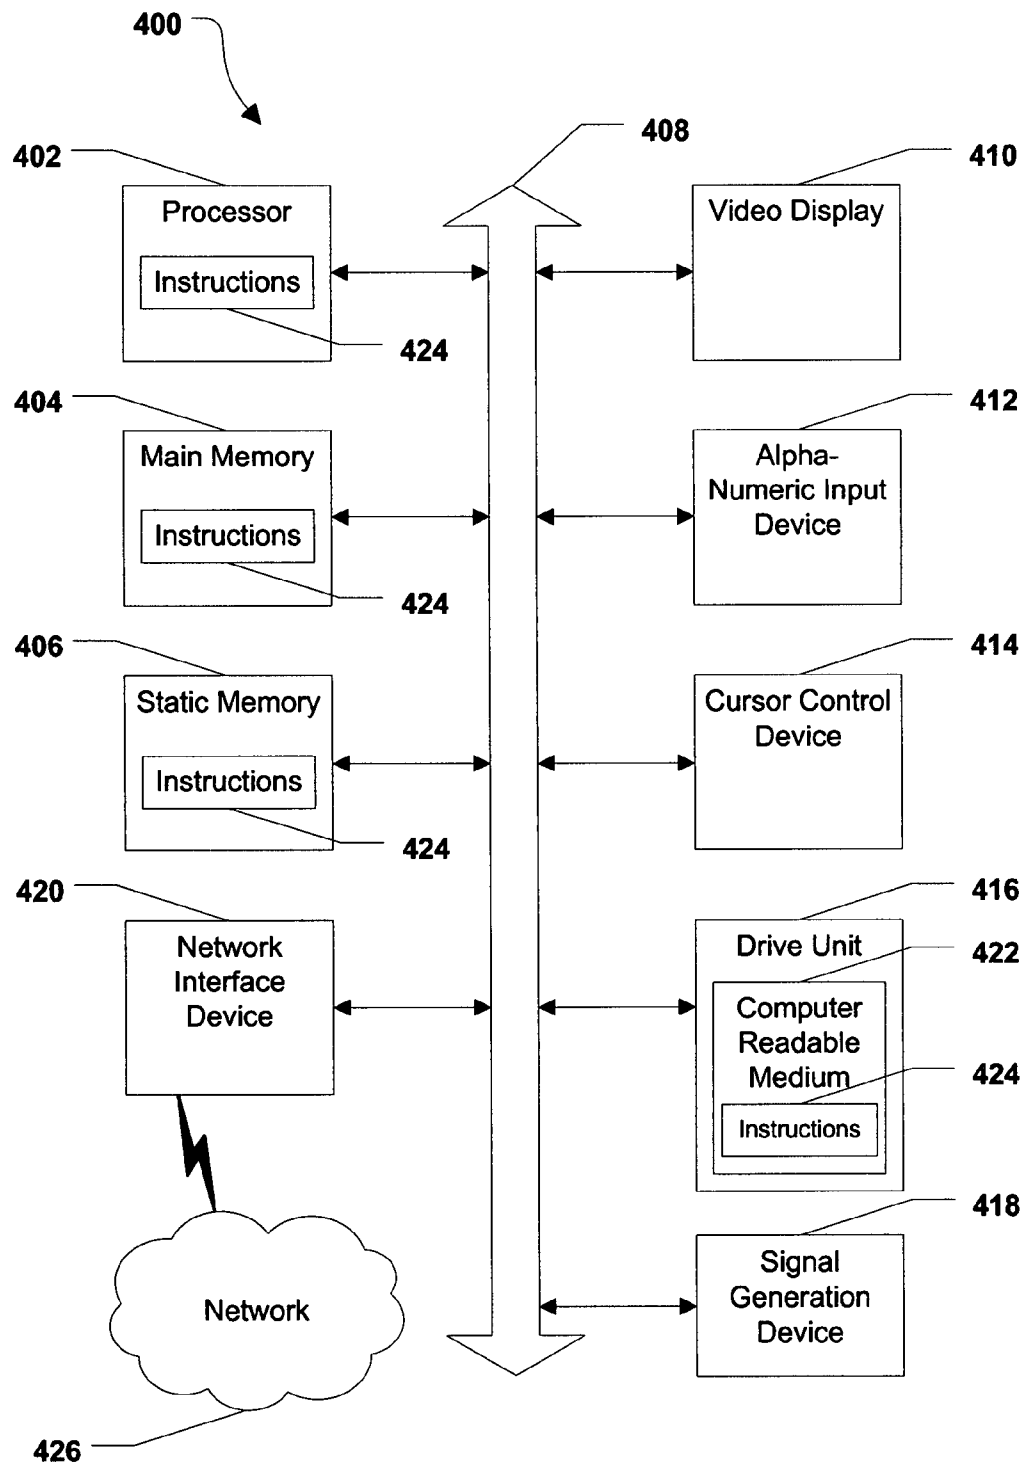 400
408
402
Processor
Instructions
424
410
Video Display
404
Main Memory
Instructions
424
412
Alpha-
Numeric Input
Device
406
Static Memory
Instructions
424
414
Cursor Control
Device
420
Network
Interface
Device
416
Drive Unit
422
Computer
Readable
Medium
424
Instructions
418
Signal
Generation
Device
Network
426